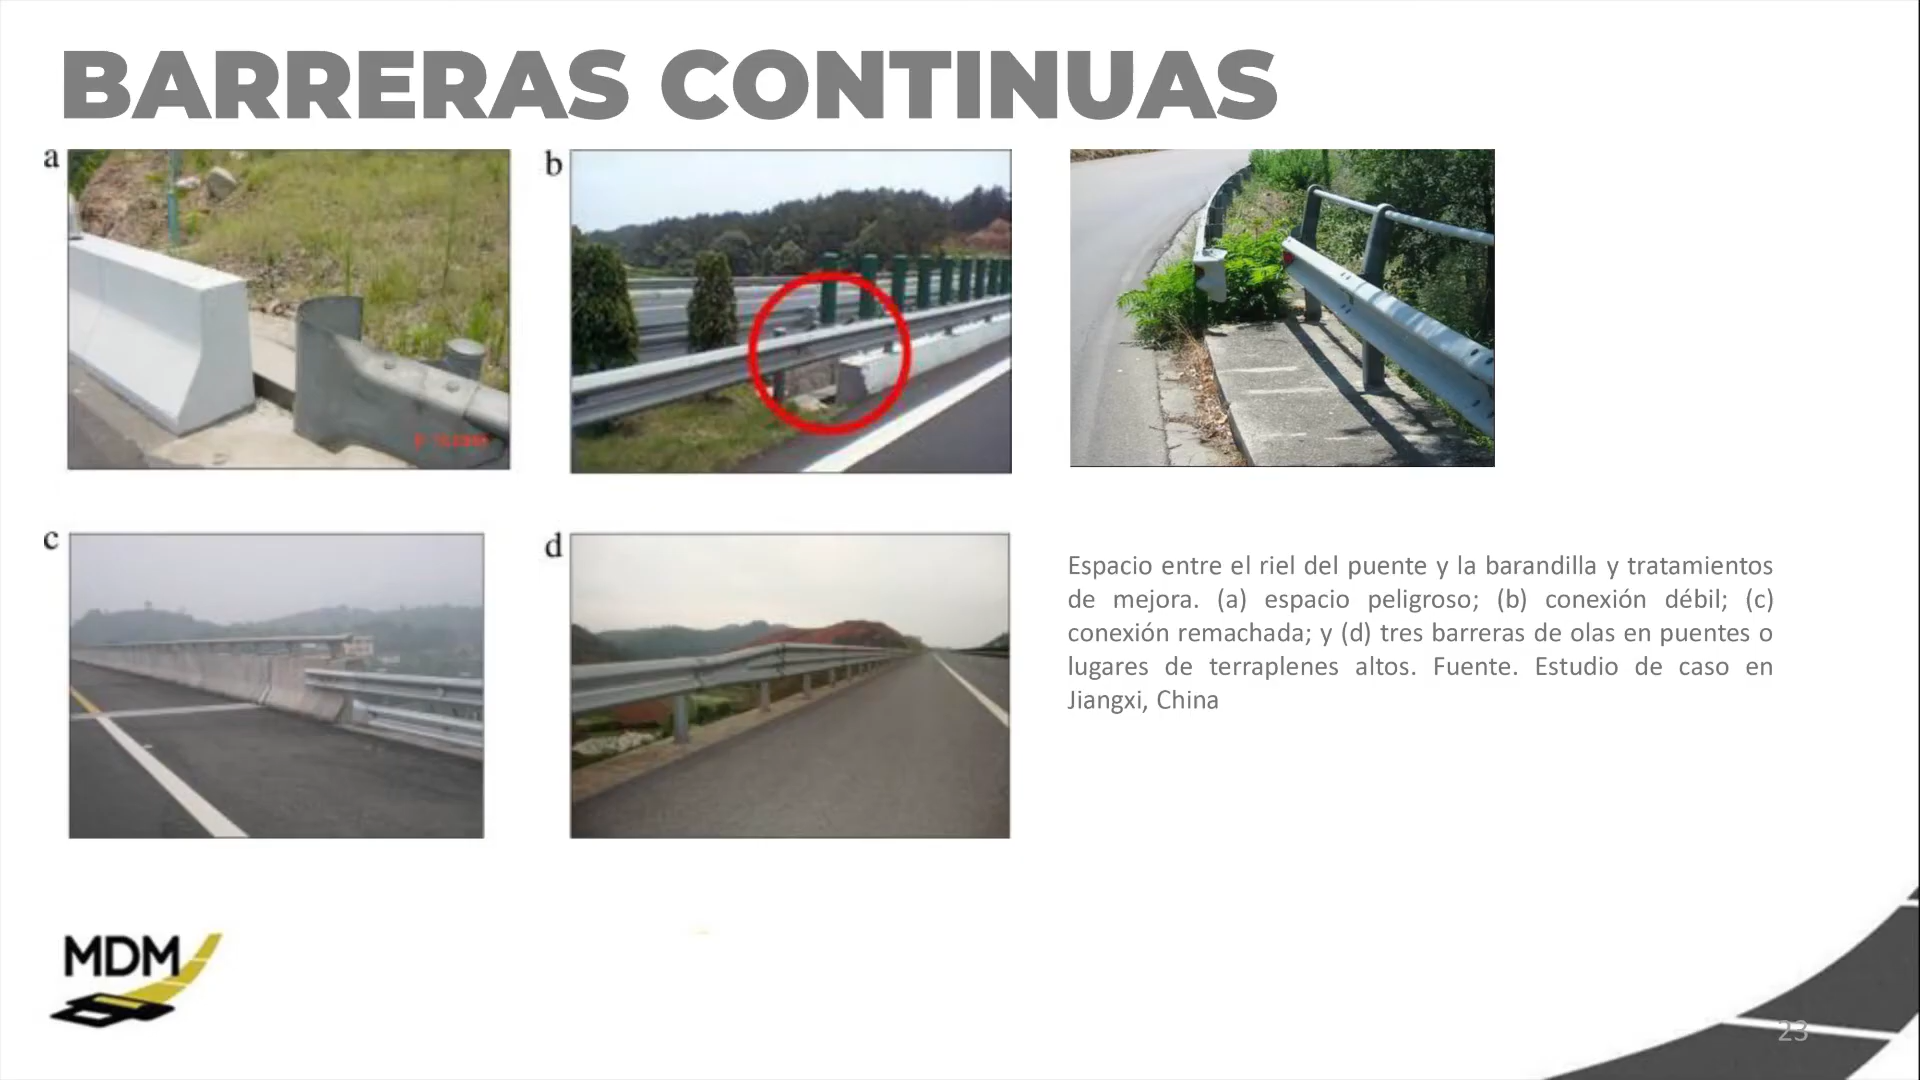 BARRERAS CONTINUAS
a
b
c
d
Espacio entre el riel del puente y la barandilla y tratamientos
de mejora. (a) espacio peligroso; (b) conexión débil; (c)
conexión remachada; y (d) tres barreras de olas en puentes o
lugares de terraplenes altos. Fuente. Estudio de caso en
Jiangxi, China
MDM
23